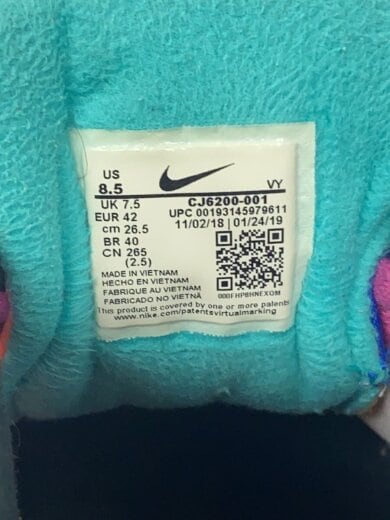 US
8.5
VY
UK 7.5
CJ6200-001
EUR 42
UPC 00193145979611
cm 26.5
11/02/18 | 01/24/19
BR 40
CN 265
(2.5)
MADE IN VIETNAM
HECHO EN VIETNAM
FABRIQUE AU VIETNAM
FABRICADO NO VIETNÃ
000FHPBHNEXOM
This product is covered by one or more patents
www.nike.com/patentsvirtualmarking